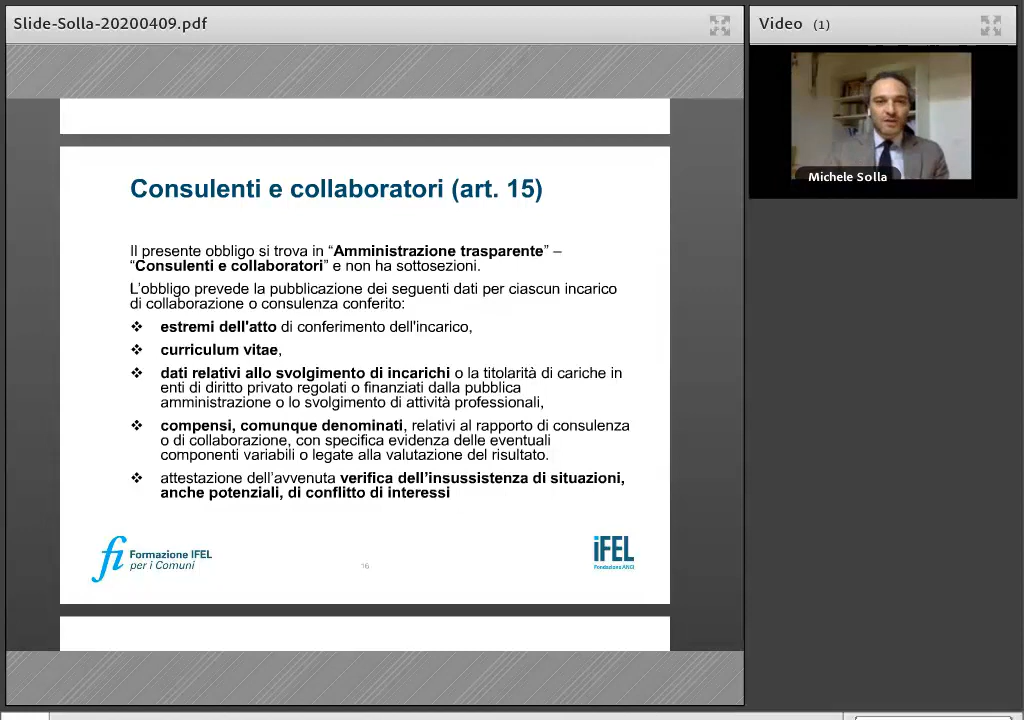 Slide-Solla-20200409.pdf
Video (1)
Michele Solla
Consulenti e collaboratori (art. 15)
Il presente obbligo si trova in “Amministrazione trasparente” –
“Consulenti e collaboratori” e non ha sottosezioni.
L’obbligo prevede la pubblicazione dei seguenti dati per ciascun incarico
di collaborazione o consulenza conferito:
❖ estremi dell'atto di conferimento dell'incarico,
❖ curriculum vitae,
❖ dati relativi allo svolgimento di incarichi o la titolarità di cariche in
enti di diritto privato regolati o finanziati dalla pubblica
amministrazione o lo svolgimento di attività professionali,
❖ compensi, comunque denominati, relativi al rapporto di consulenza
o di collaborazione, con specifica evidenza delle eventuali
componenti variabili o legate alla valutazione del risultato.
❖ attestazione dell’avvenuta verifica dell’insussistenza di situazioni,
anche potenziali, di conflitto di interessi
fi Formazione IFEL
per i Comuni
16
iFEL
Fondazione ANCI